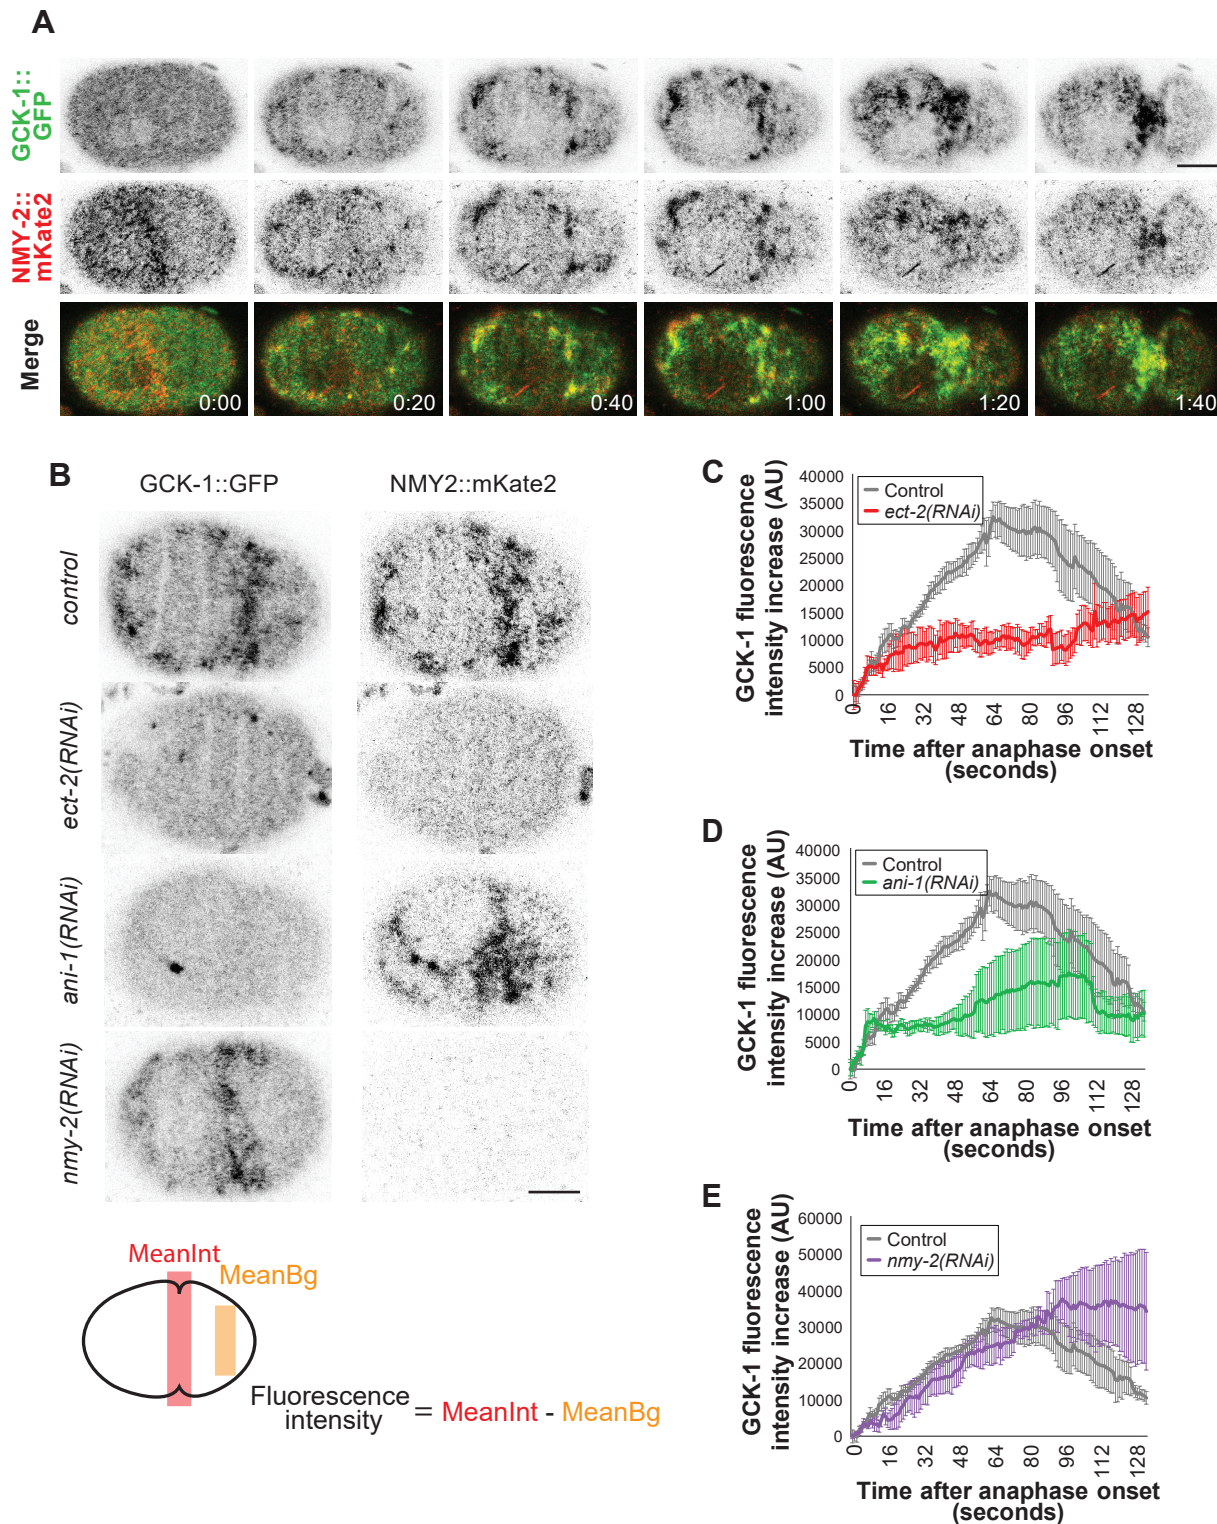 A
GCK-1::
GFP
NMY-2::
mKate2
Merge
0:00
0:20
0:40
1:00
1:20
1:40
B
GCK-1::GFP
NMY2::mKate2
control
ect-2(RNAi)
ani-1(RNAi)
nmy-2(RNAi)
MeanInt
MeanBg
Fluorescence
intensity
= MeanInt - MeanBg
C
GCK-1 fluorescence
intensity increase (AU)
40000
35000
30000
25000
20000
15000
10000
5000
0
Control
ect-2(RNAi)
0 16 32 48 64 80 96 112 128
Time after anaphase onset
(seconds)
D
GCK-1 fluorescence
intensity increase (AU)
40000
35000
30000
25000
20000
15000
10000
5000
0
Control
ani-1(RNAi)
0 16 32 48 64 80 96 112 128
Time after anaphase onset
(seconds)
E
GCK-1 fluorescence
intensity increase (AU)
60000
50000
40000
30000
20000
10000
0
Control
nmy-2(RNAi)
0 16 32 48 64 80 96 112 128
Time after anaphase onset
(seconds)